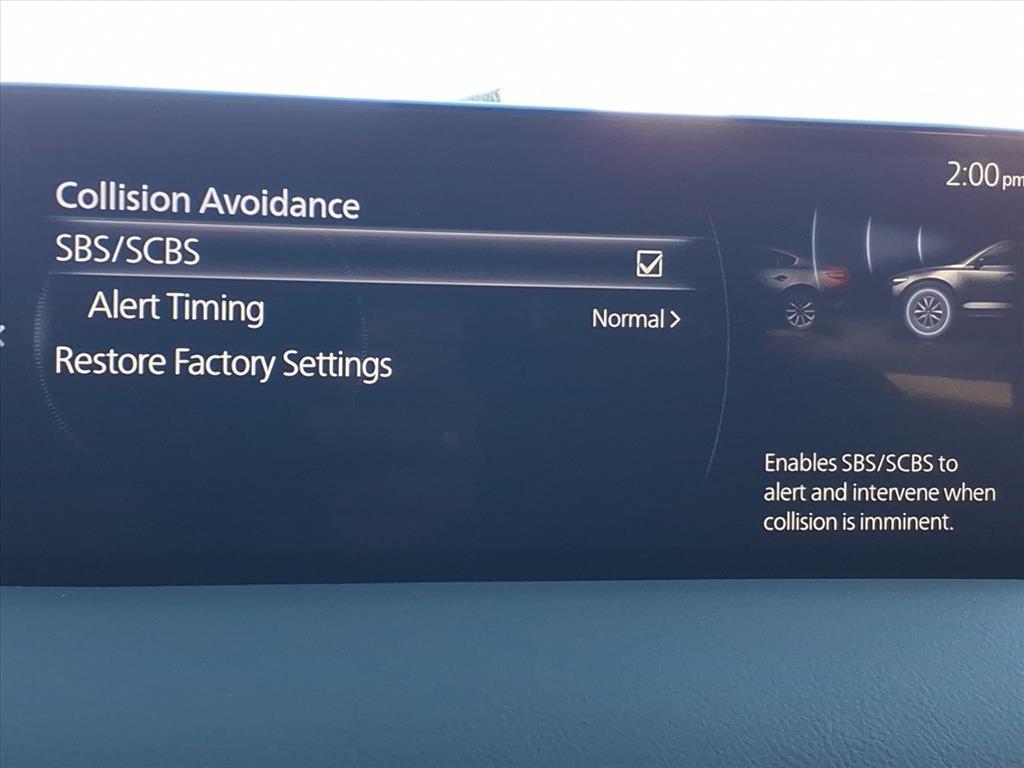 2:00 pm
Collision Avoidance
SBS/SCBS
Alert Timing Normal
Restore Factory Settings
Enables SBS/SCBS to
alert and intervene when
collision is imminent.